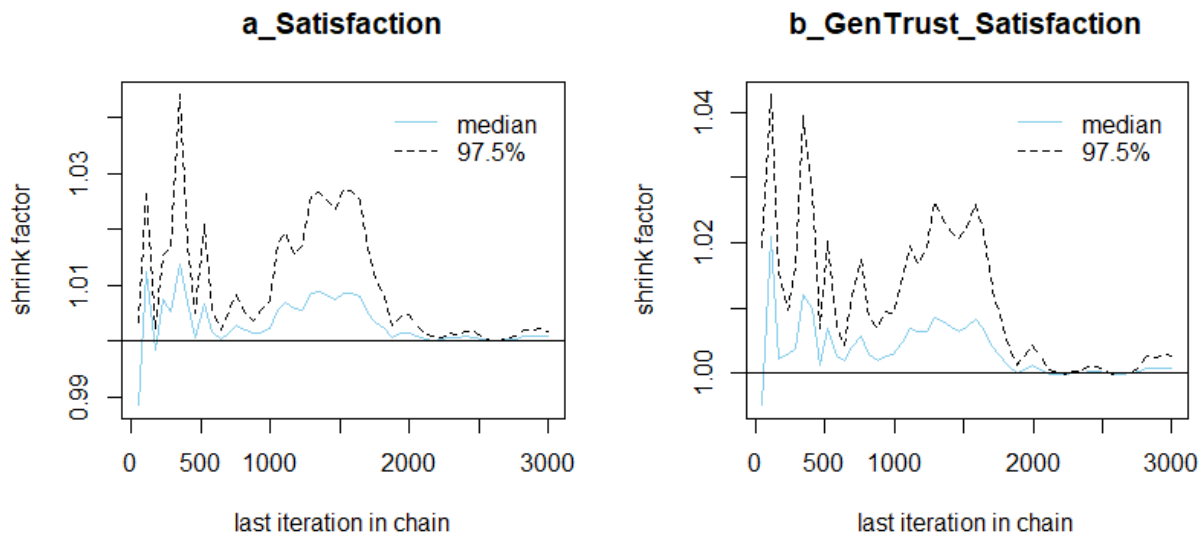 a_Satisfaction
shrink factor
0.99
1.01
1.03
median
97.5%
0
500
1000
2000
3000
last iteration in chain
b_GenTrust_Satisfaction
shrink factor
1.00
1.02
1.04
median
97.5%
0
500
1000
2000
3000
last iteration in chain